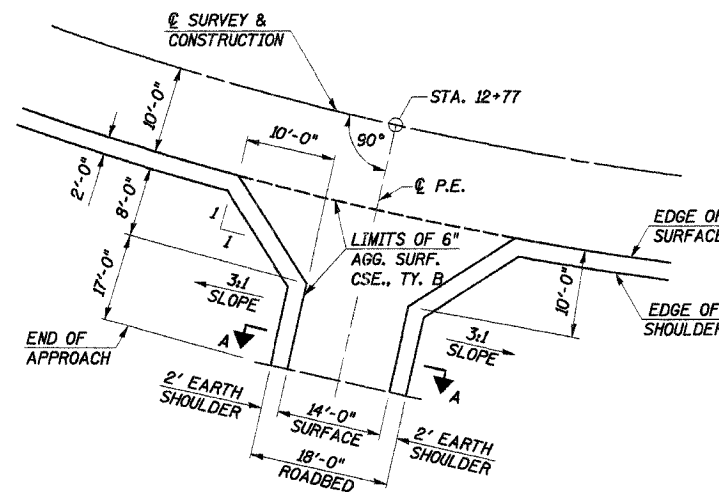 ℄ SURVEY &
CONSTRUCTION
STA. 12+77
10'-0"
10'-0"
90°
℄ P.E.
2'-0"
8'-0"
1
1
LIMITS OF 6"
AGG. SURF.
CSE., TY. B
EDGE OF
SURFACE
17'-0"
3:1
SLOPE
10'-0"
EDGE OF
SHOULDER
END OF
APPROACH
A
3:1
SLOPE
A
2' EARTH
SHOULDER
14'-0"
SURFACE
2' EARTH
SHOULDER
18'-0"
ROADBED